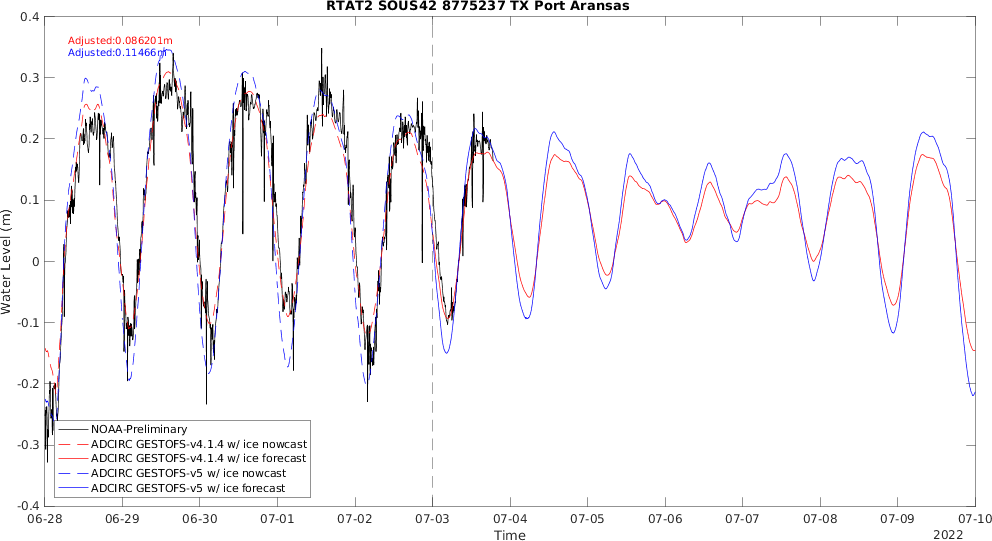 RTAT2 SOUS42 8775237 TX Port Aransas
Adjusted:0.086201m
Adjusted:0.11466m
0.4
0.3
0.2
0.1
0
-0.1
-0.2
-0.3
-0.4
Water Level (m)
NOAA-Preliminary
ADCIRC GESTOFS-v4.1.4 w/ ice nowcast
ADCIRC GESTOFS-v4.1.4 w/ ice forecast
ADCIRC GESTOFS-v5 w/ ice nowcast
ADCIRC GESTOFS-v5 w/ ice forecast
06-28 06-29 06-30 07-01 07-02 07-03 07-04 07-05 07-06 07-07 07-08 07-09 07-10
Time
2022